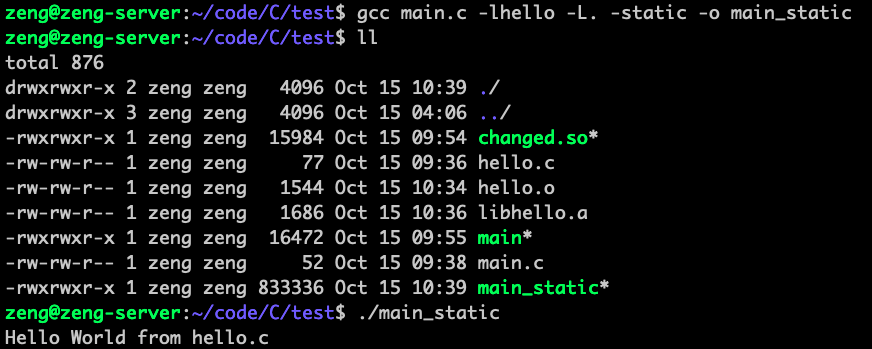 zeng@zeng-server:~/code/C/test$ gcc main.c -lhello -L. -static -o main_static
zeng@zeng-server:~/code/C/test$ ll
total 876
drwxrwxr-x 2 zeng zeng   4096 Oct 15 10:39 ./
drwxrwxr-x 3 zeng zeng   4096 Oct 15 04:06 ../
-rwxrwxr-x 1 zeng zeng  15984 Oct 15 09:54 changed.so*
-rw-rw-r-- 1 zeng zeng     77 Oct 15 09:36 hello.c
-rw-rw-r-- 1 zeng zeng   1544 Oct 15 10:34 hello.o
-rw-rw-r-- 1 zeng zeng   1686 Oct 15 10:36 libhello.a
-rwxrwxr-x 1 zeng zeng  16472 Oct 15 09:55 main*
-rw-rw-r-- 1 zeng zeng     52 Oct 15 09:38 main.c
-rwxrwxr-x 1 zeng zeng 833336 Oct 15 10:39 main_static*
zeng@zeng-server:~/code/C/test$ ./main_static
Hello World from hello.c